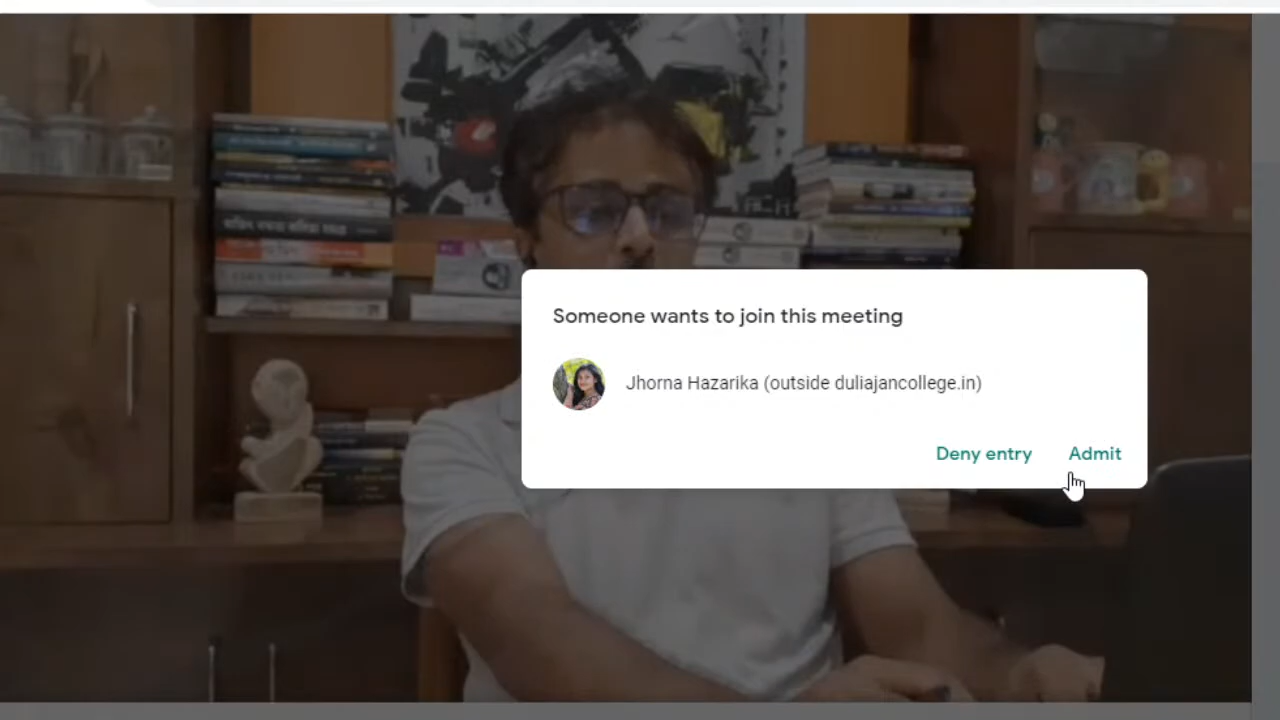 Someone wants to join this meeting
Jhorna Hazarika (outside duliajancollege.in)
Deny entry
Admit